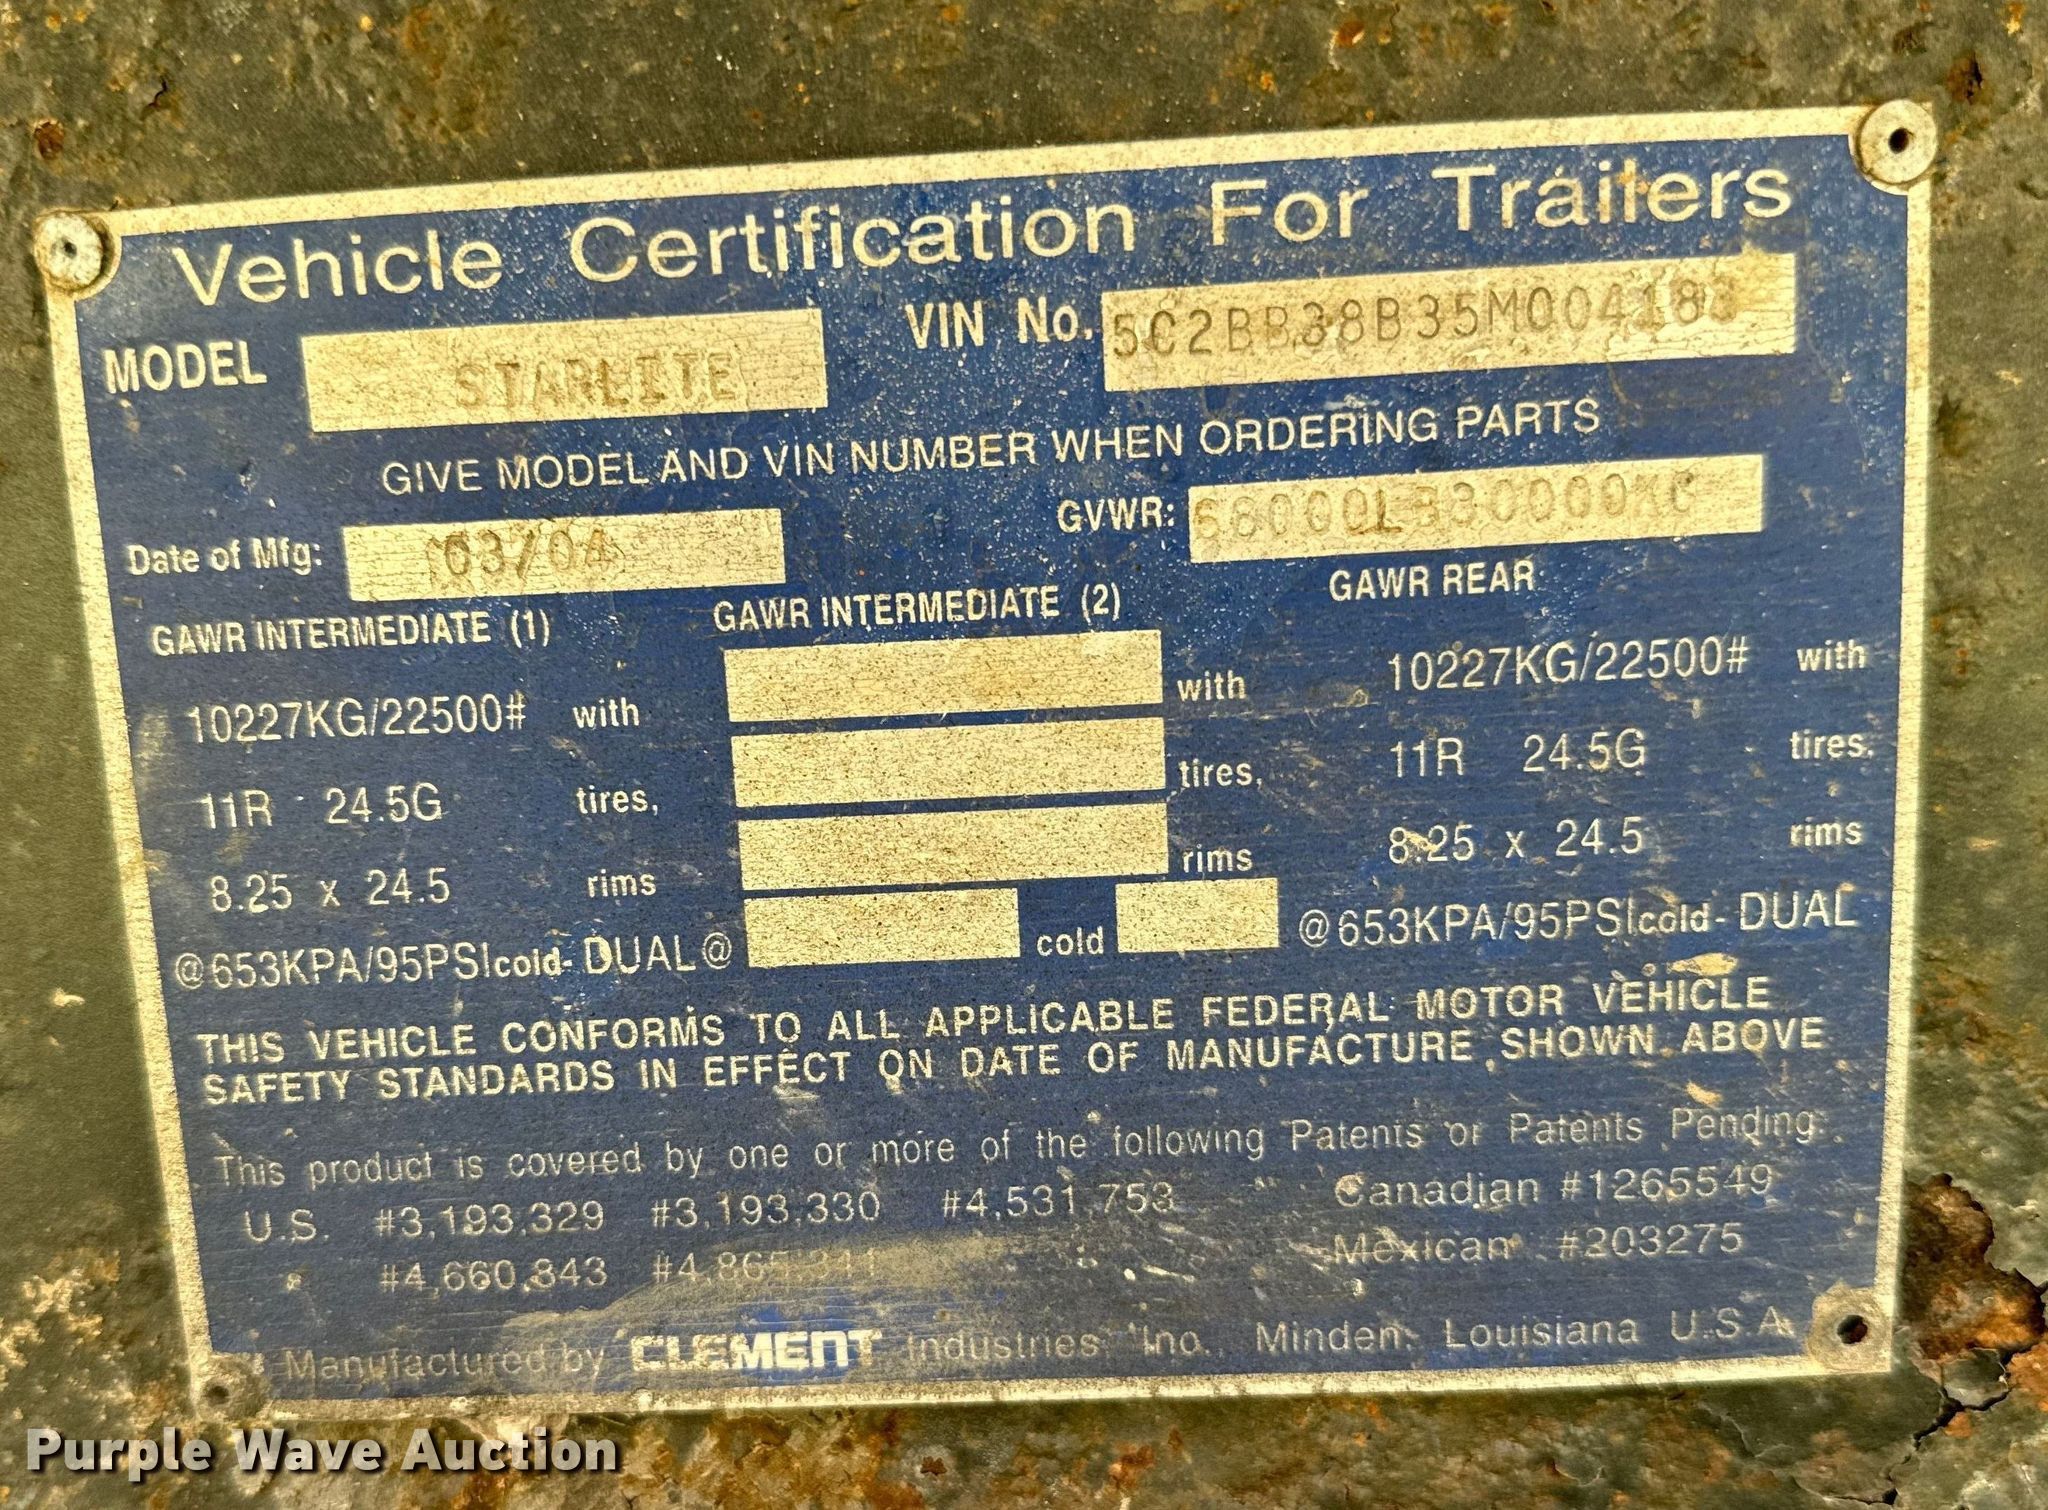 Vehicle Certification For Trailers
MODEL STARLITE VIN No. 5C2BB38B35M00418
GIVE MODEL AND VIN NUMBER WHEN ORDERING PARTS
Date of Mfg: 03/04 GVWR: 68000LB30000KG
GAWR INTERMEDIATE (1) GAWR INTERMEDIATE (2) GAWR REAR
10227KG/22500# with with 10227KG/22500# with
11R 24.5G tires, tires, 11R 24.5G tires,
8.25 x 24.5 rims rims 8.25 x 24.5 rims
@653KPA/95PSIcold- DUAL@ cold @653KPA/95PSIcold- DUAL
THIS VEHICLE CONFORMS TO ALL APPLICABLE FEDERAL MOTOR VEHICLE
SAFETY STANDARDS IN EFFECT ON DATE OF MANUFACTURE SHOWN ABOVE
This product is covered by one or more of the following Patents or Patents Pending:
U.S. #3,193,329 #3,193,330 #4,531,753 Canadian #1265549
" #4,660,843 Mexican #203275
Manufactured by CLEMENT Industries, Inc., Minden, Louisiana U.S.A.
Purple Wave Auction